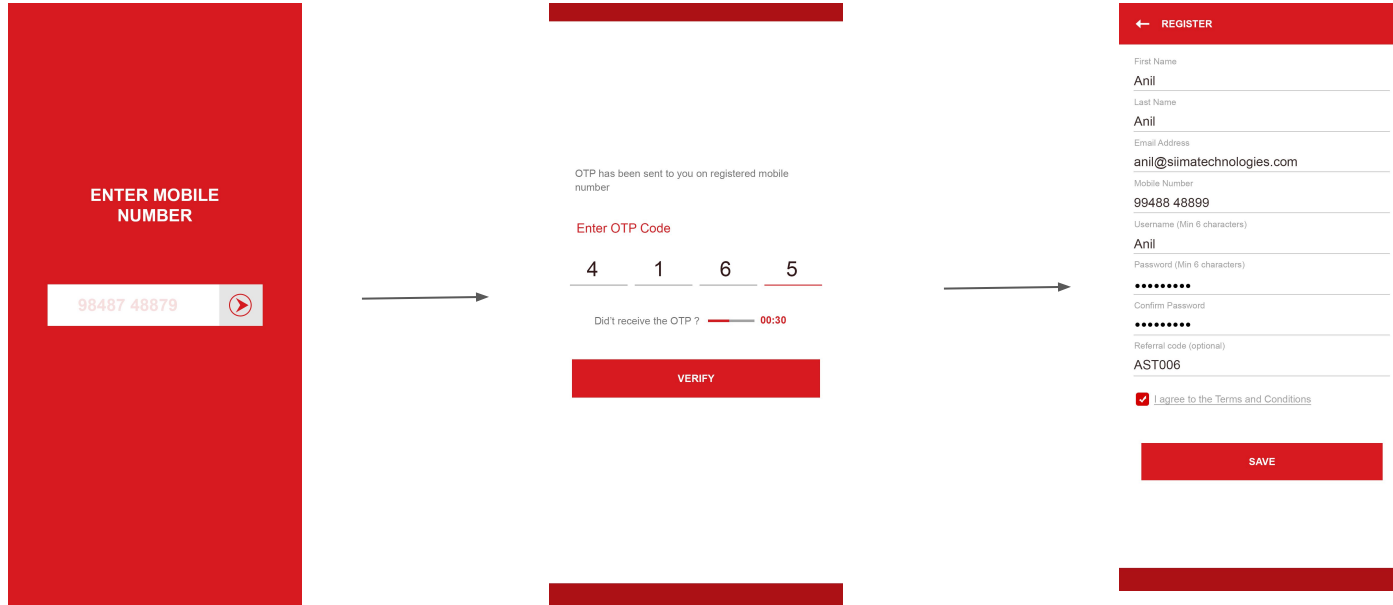 ENTER MOBILE
NUMBER
98487 48879
OTP has been sent to you on registered mobile
number
Enter OTP Code
4 1 6 5
Did't receive the OTP ? 00:30
VERIFY
REGISTER
First Name
Anil
Last Name
Anil
Email Address
anil@siimatechnologies.com
Mobile Number
99488 48899
Username (Min 6 characters)
Anil
Password (Min 6 characters)
•••••••••
Confirm Password
•••••••••
Referral code (optional)
AST006
I agree to the Terms and Conditions
SAVE